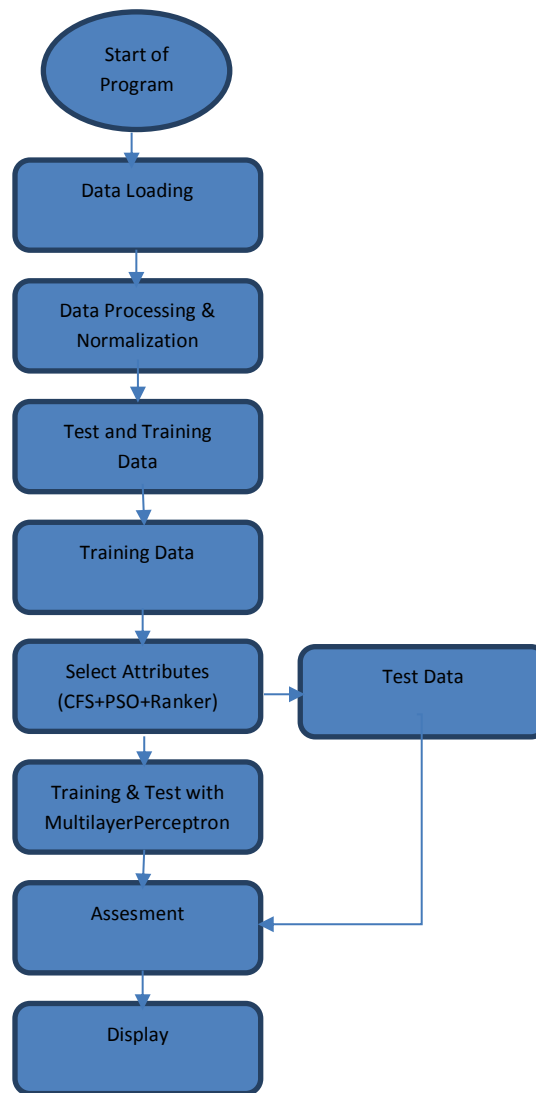 Start of
Program
Data Loading
Data Processing &
Normalization
Test and Training
Data
Training Data
Select Attributes
(CFS+PSO+Ranker)
Test Data
Training & Test with
MultilayerPerceptron
Assesment
Display